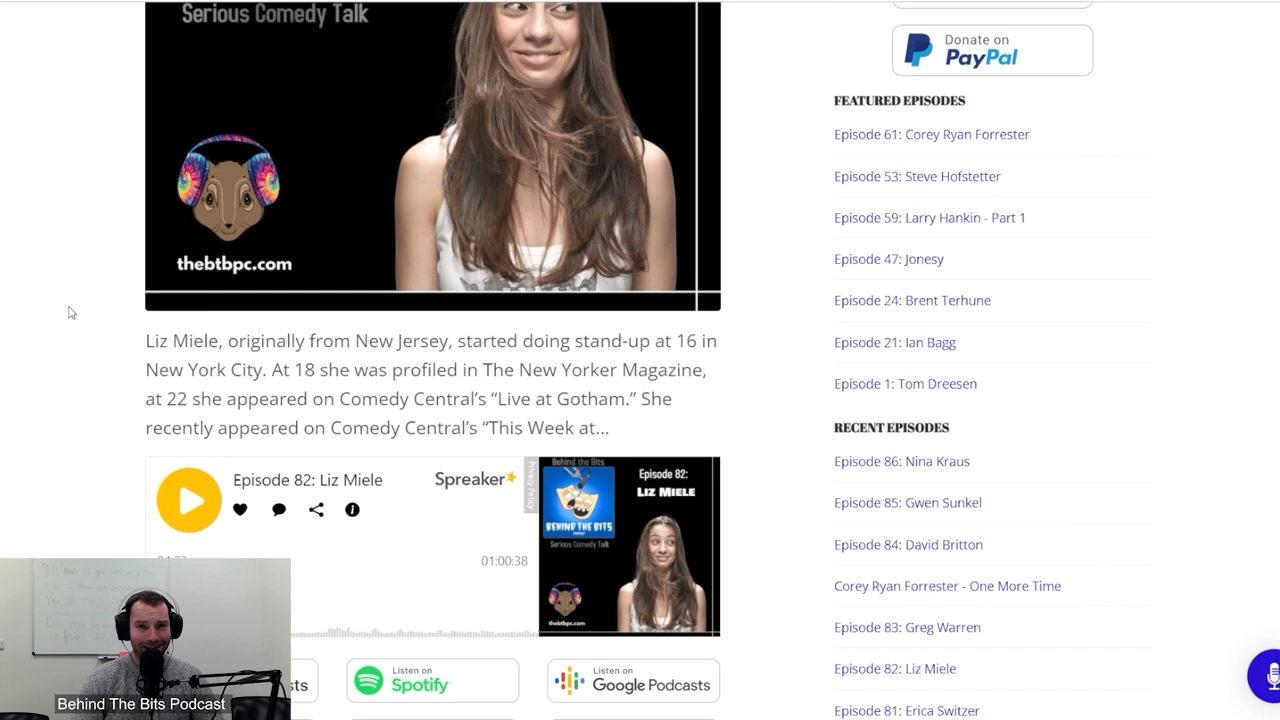 Serious Comedy Talk
thebtbpc.com
Liz Miele, originally from New Jersey, started doing stand-up at 16 in
New York City. At 18 she was profiled in The New Yorker Magazine,
at 22 she appeared on Comedy Central’s “Live at Gotham.” She
recently appeared on Comedy Central’s “This Week at...
Episode 82: Liz Miele
Spreaker
Privacy Policy
01:00:38
Behind the Bits
BEHIND THE BITS
Serious Comedy Talk
thebtbpc.com
Episode 82:
LIZ MIELE
Listen on
Spotify
Listen on
Google Podcasts
Behind The Bits Podcast
Donate on
PayPal
FEATURED EPISODES
Episode 61: Corey Ryan Forrester
Episode 53: Steve Hofstetter
Episode 59: Larry Hankin - Part 1
Episode 47: Jonesy
Episode 24: Brent Terhune
Episode 21: Ian Bagg
Episode 1: Tom Dreesen
RECENT EPISODES
Episode 86: Nina Kraus
Episode 85: Gwen Sunkel
Episode 84: David Britton
Corey Ryan Forrester - One More Time
Episode 83: Greg Warren
Episode 82: Liz Miele
Episode 81: Erica Switzer